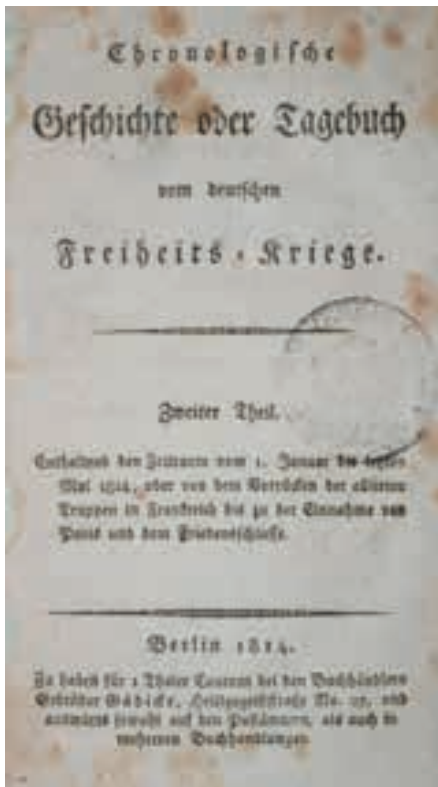 Chronologische
Geschichte oder Tagebuch
vom deutschen
Freiheits-Kriege.
Zweiter Theil.
Enthaltend den Zeitraum vom 1. Januar bis letzten
Mai 1814, oder von dem Vorrücken der alliirten
Truppen in Frankreich bis zu der Einnahme von
Paris und dem Friedensschlusse.
Berlin 1814.
Zu haben für 1 Thaler Courant bei den Buchhändlern
Gebrüder Gädicke, Heiligegeiststraße No. , und
auswärts sowohl auf den Postämtern, als auch in
mehreren Buchhandlungen